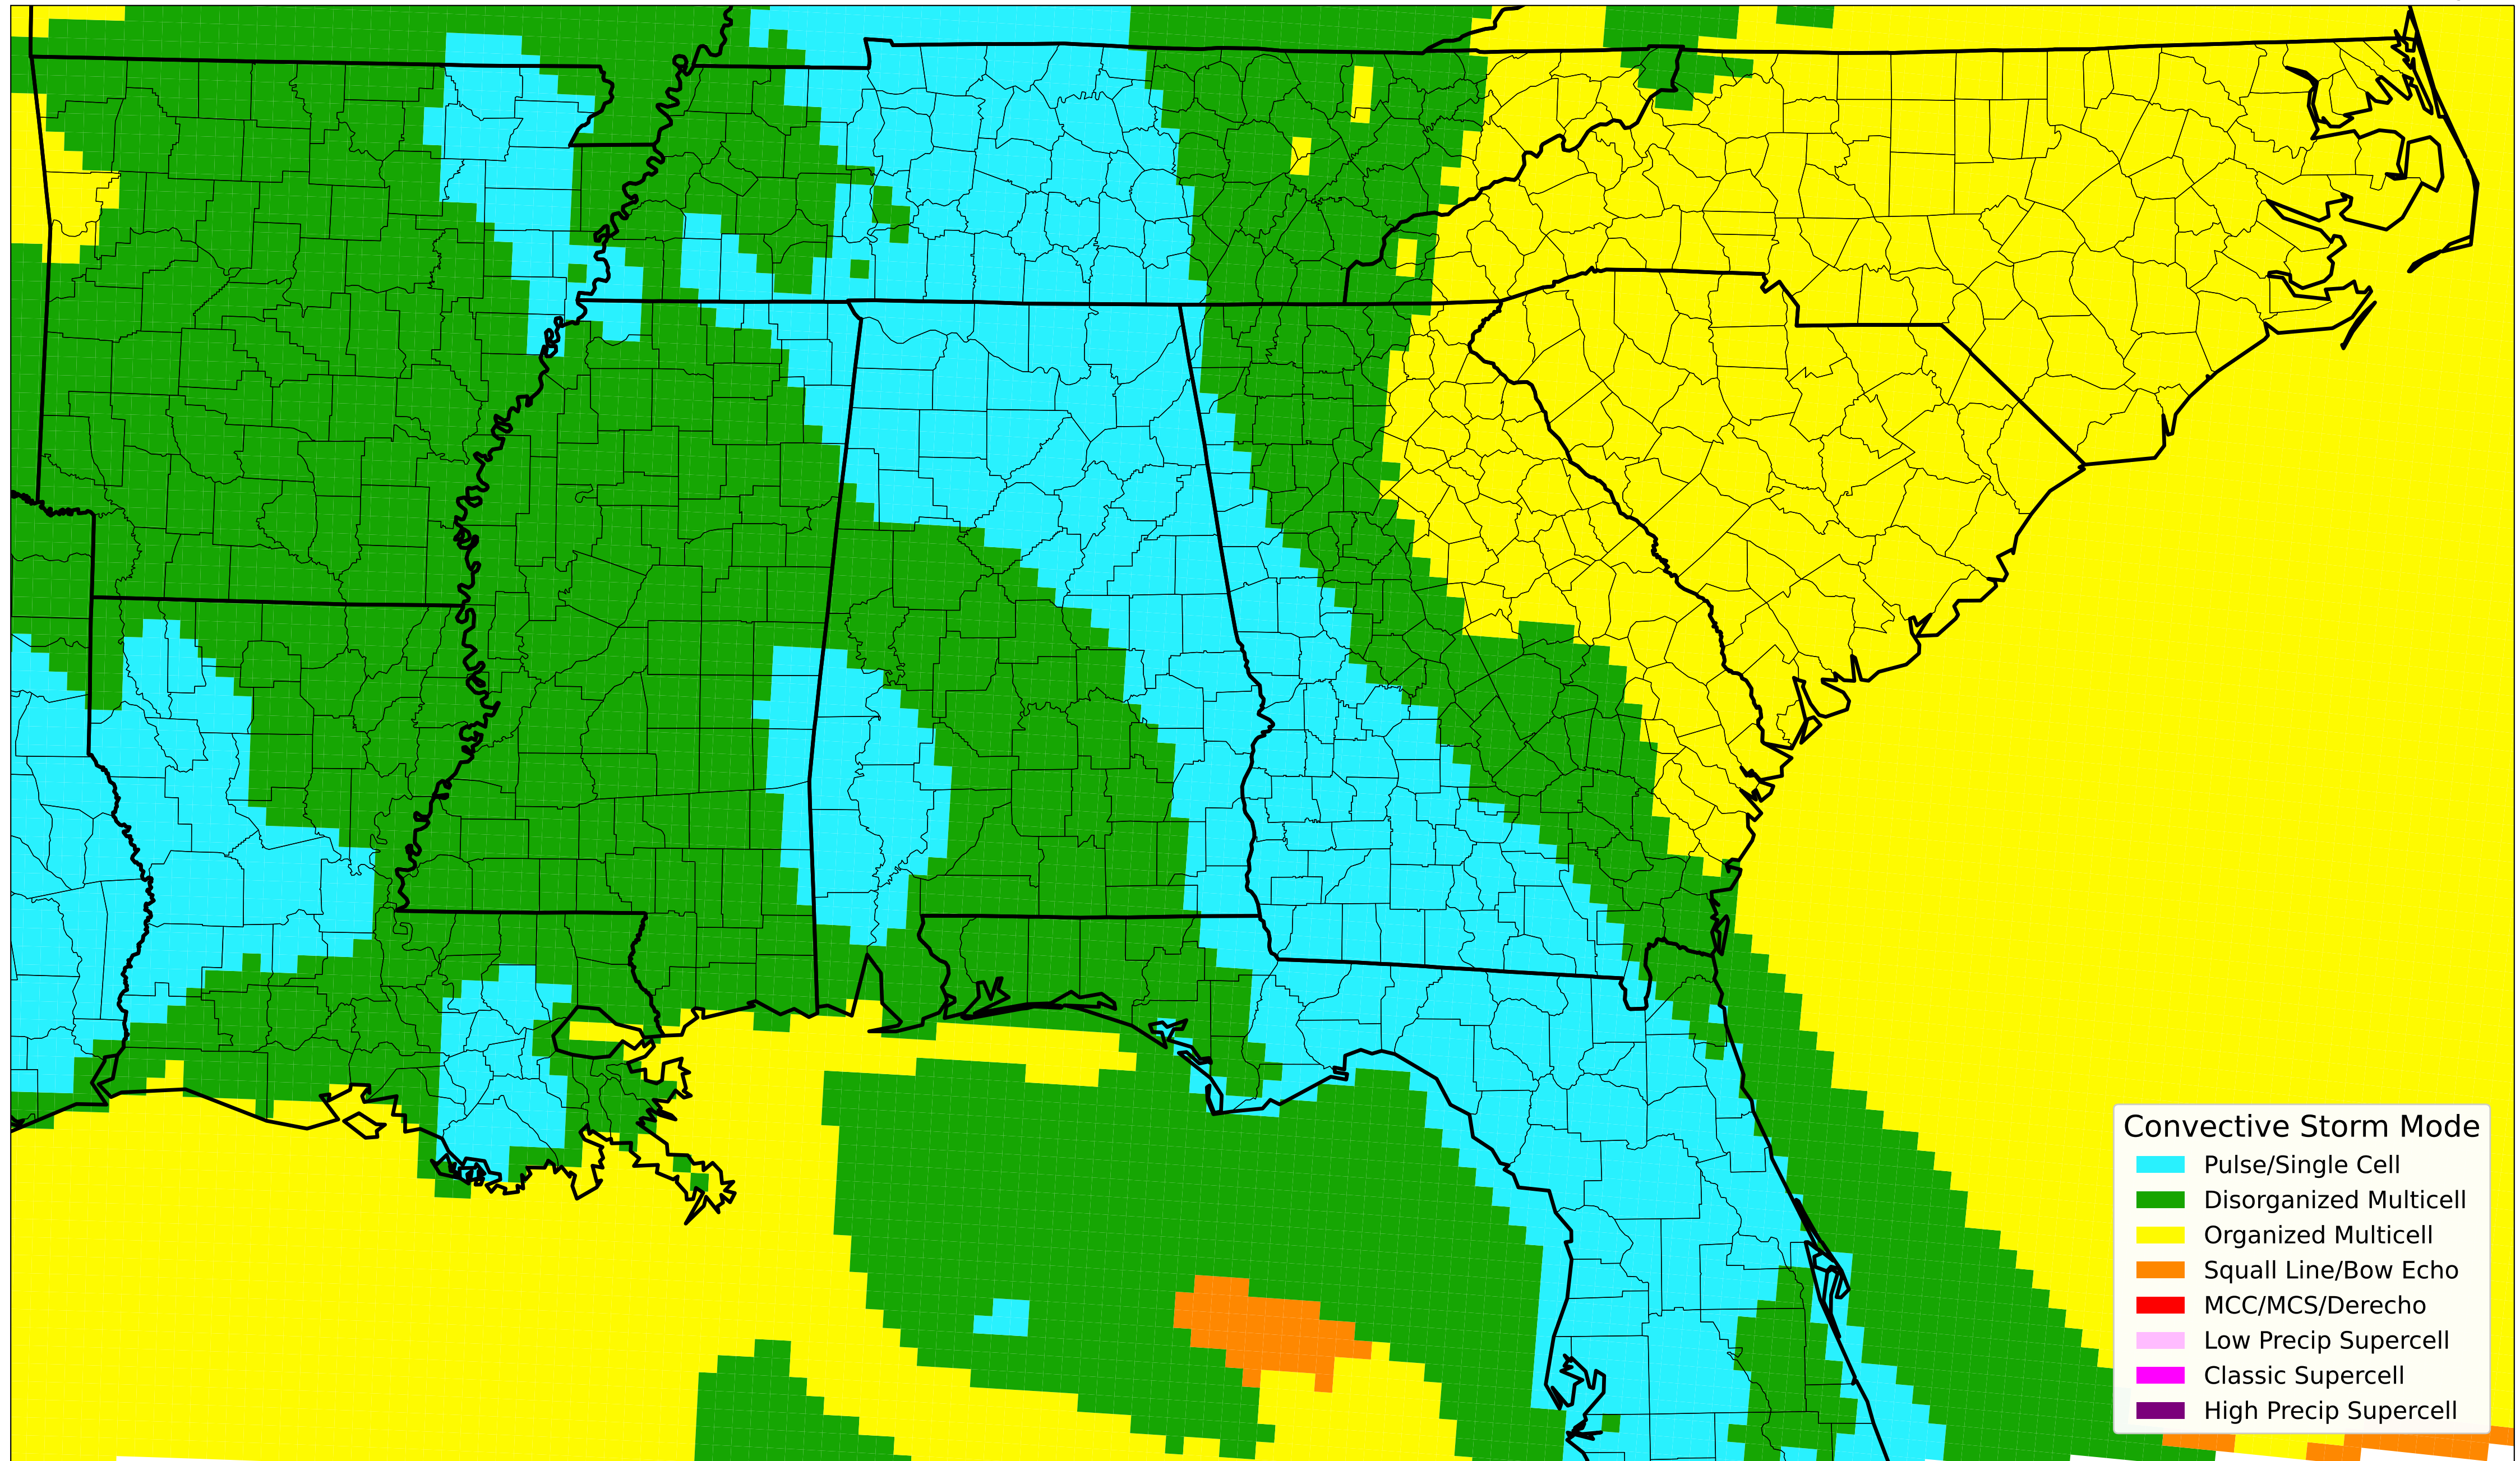 Convective Storm Mode
Pulse/Single Cell
Disorganized Multicell
Organized Multicell
Squall Line/Bow Echo
MCC/MCS/Derecho
Low Precip Supercell
Classic Supercell
High Precip Supercell